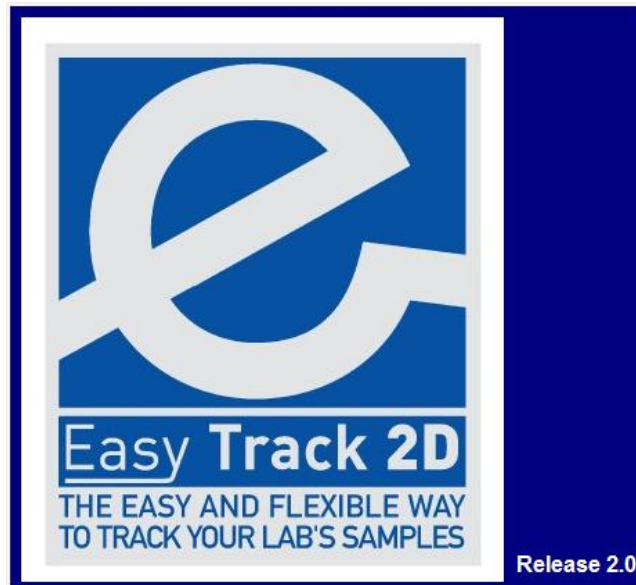 Easy Track 2D
THE EASY AND FLEXIBLE WAY
TO TRACK YOUR LAB'S SAMPLES
Release 2.0